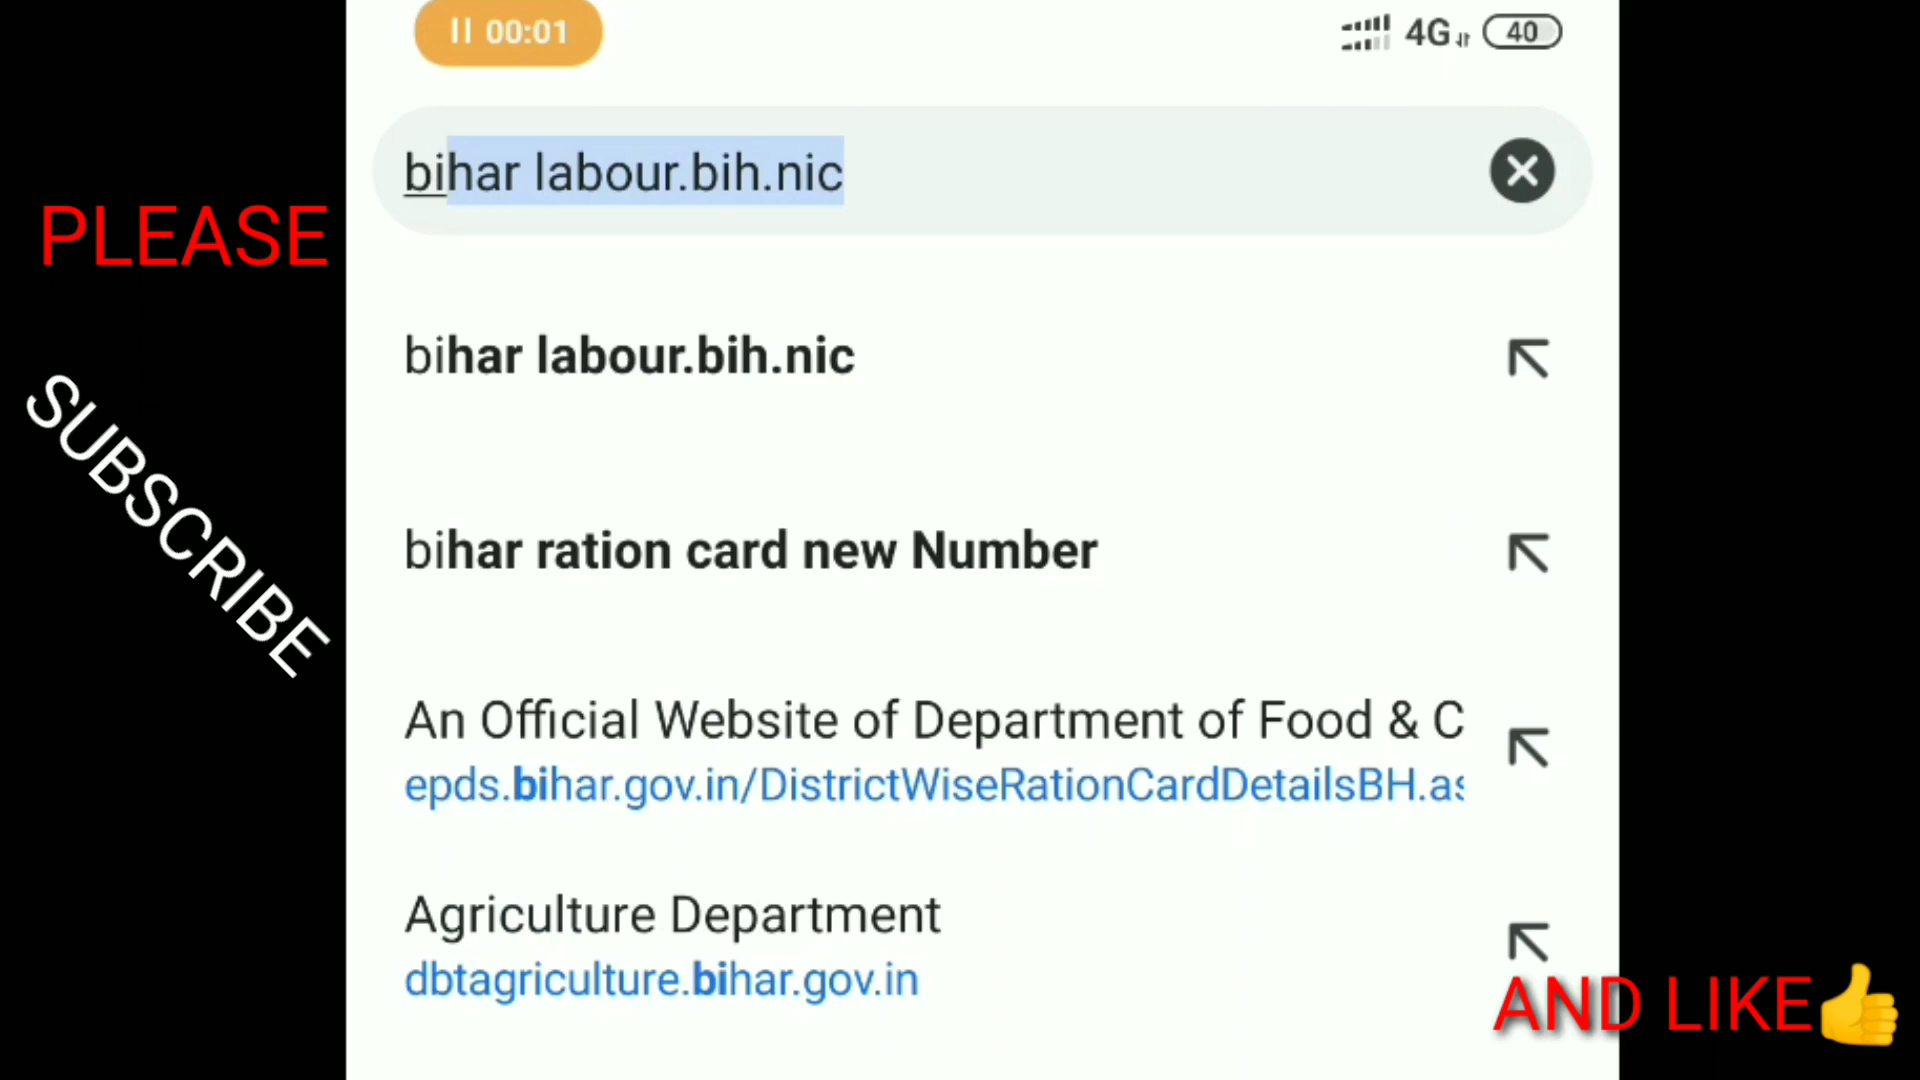 00:01
4G
40
bihar labour.bih.nic
PLEASE
SUBSCRIBE
bihar labour.bih.nic
bihar ration card new Number
An Official Website of Department of Food & C
epds.bihar.gov.in/DistrictWiseRationCardDetailsBH.as
Agriculture Department
dbtagriculture.bihar.gov.in
AND LIKE👍